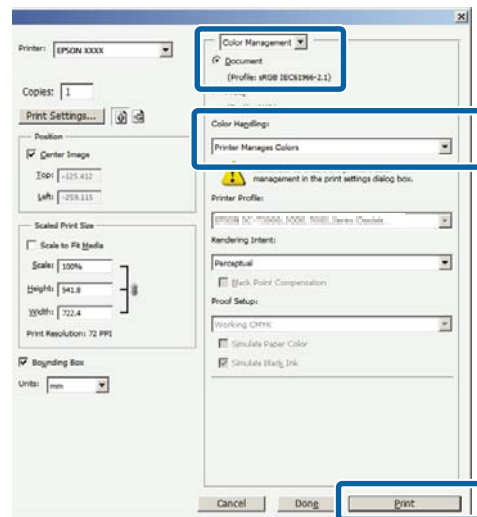 Printer: EPSON XXXX
Copies: 1
Print Settings...
Position
Center Image
Top: -125.412
Left: -259.115
Scaled Print Size
Scale to Fit Media
Scale: 100%
Height: 541.8
Width: 722.4
Print Resolution: 72 PPI
Bounding Box
Units: mm
Color Management
Document
(Profile: sRGB IEC61966-2.1)
Color Handling:
Printer Manages Colors
management in the print settings dialog box.
Printer Profile:
Rendering Intent:
Perceptual
Black Point Compensation
Proof Setup:
Working CMYK
Simulate Paper Color
Simulate Black Ink
Cancel
Done
Print